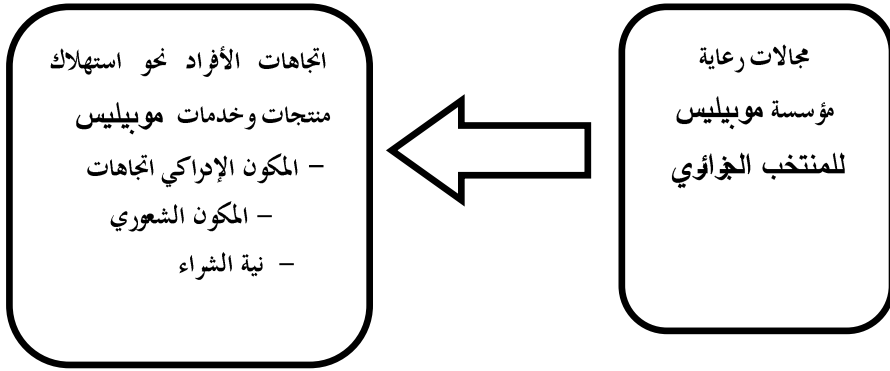 مجالات رعاية
مؤسسة موبيليس
للمنتخب الجزائري
اتجاهات الأفراد نحو استهلاك
منتجات وخدمات موبيليس
– المكون الإدراكي اتجاهات
– المكون الشعوري
– نية الشراء